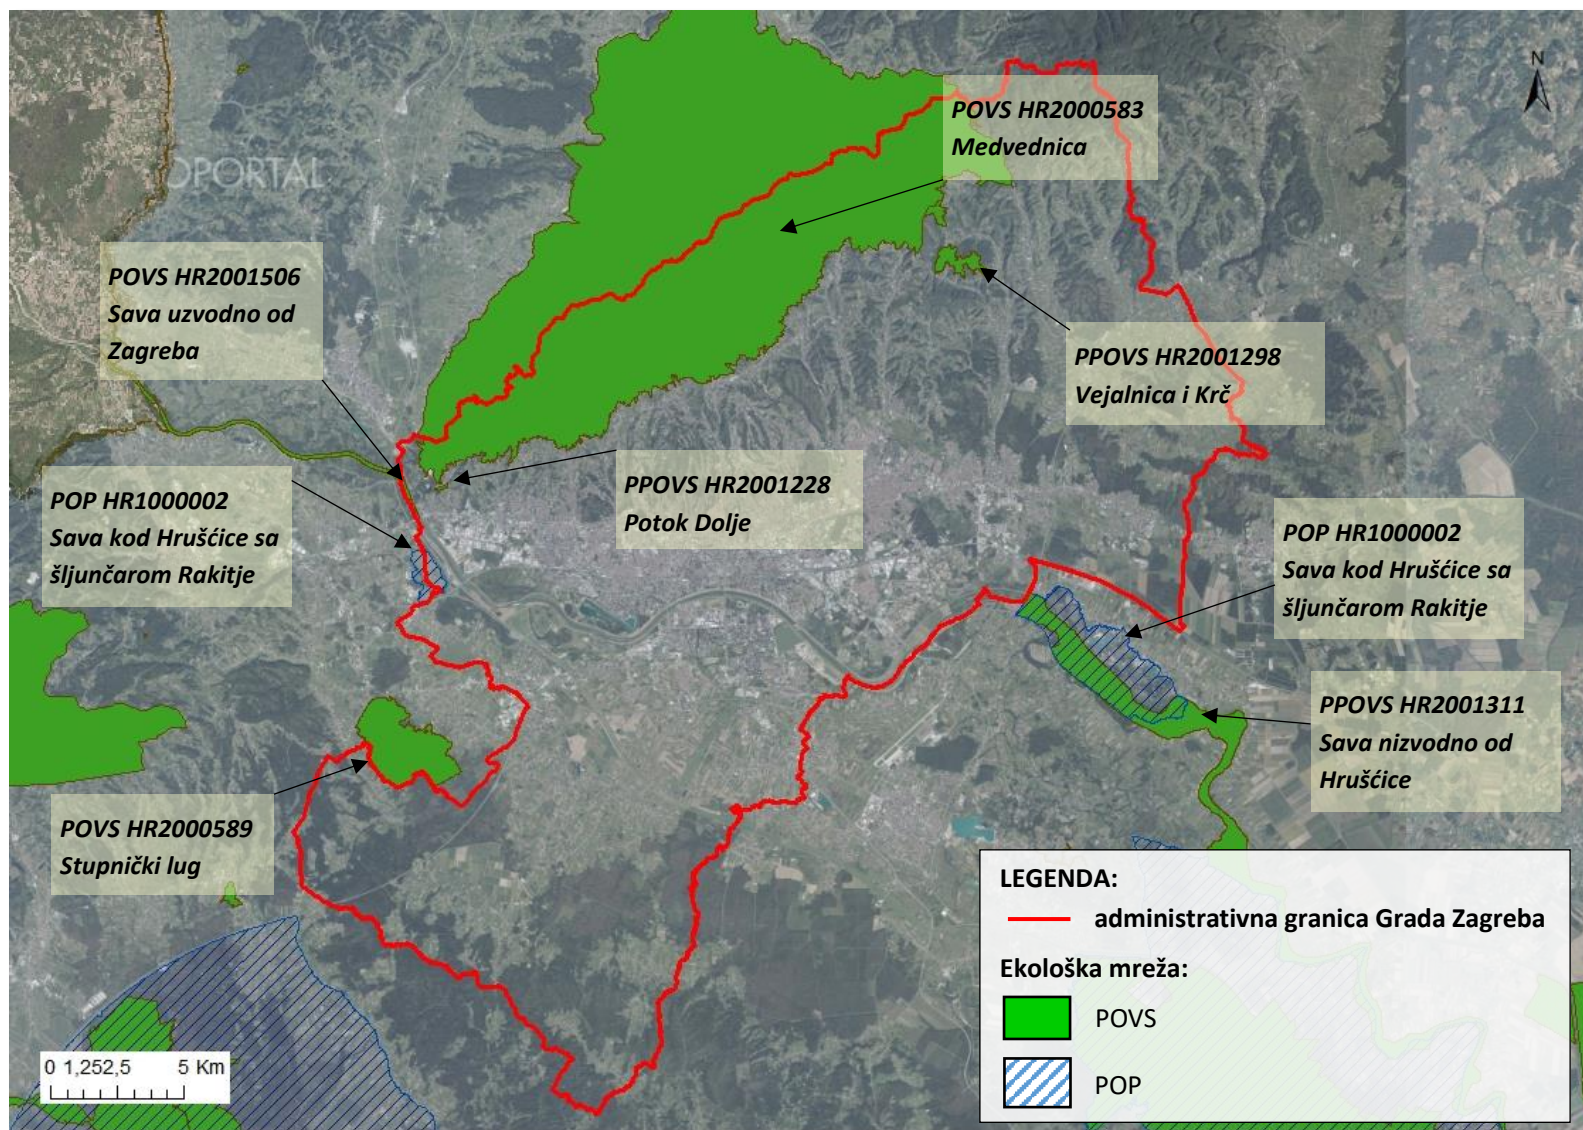 N
POVS HR2000583
Medvednica
OPORTAL
POVS HR2001506
Sava uzvodno od
Zagreba
PPOVS HR2001298
Vejalnica i Krč
POP HR1000002
Sava kod Hrušćice sa
šljunčarom Rakitje
PPOVS HR2001228
Potok Dolje
POP HR1000002
Sava kod Hrušćice sa
šljunčarom Rakitje
PPOVS HR2001311
Sava nizvodno od
Hrušćice
POVS HR2000589
Stupnički lug
LEGENDA:
administrativna granica Grada Zagreba
Ekološka mreža:
POVS
POP
0 1,252,5 5 Km